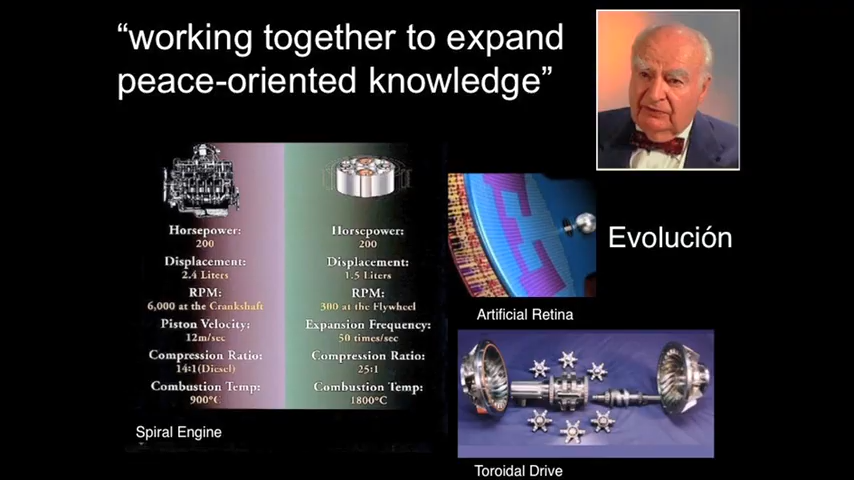 “working together to expand
peace-oriented knowledge”
Horsepower:
200
Displacement:
2.4 Liters
RPM:
6,000 at the Crankshaft
Piston Velocity:
12m/sec
Compression Ratio:
14:1(Diesel)
Combustion Temp:
900°C
Horsepower:
200
Displacement:
1.5 Liters
RPM:
300 at the Flywheel
Expansion Frequency:
50 times/sec
Compression Ratio:
25:1
Combustion Temp:
1800°C
Spiral Engine
Evolución
Artificial Retina
Toroidal Drive